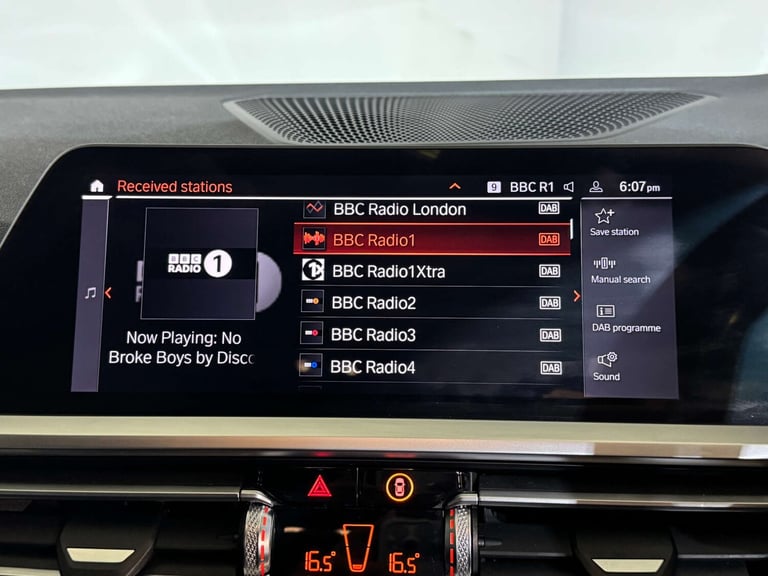 Received stations
9 BBC R1 6:07pm
BBC RADIO 1
Now Playing: No
Broke Boys by Disc
BBC Radio London DAB
BBC Radio1 DAB
BBC Radio1Xtra DAB
BBC Radio2 DAB
BBC Radio3 DAB
BBC Radio4 DAB
Save station
Manual search
DAB programme
Sound
16.5° 16.5°